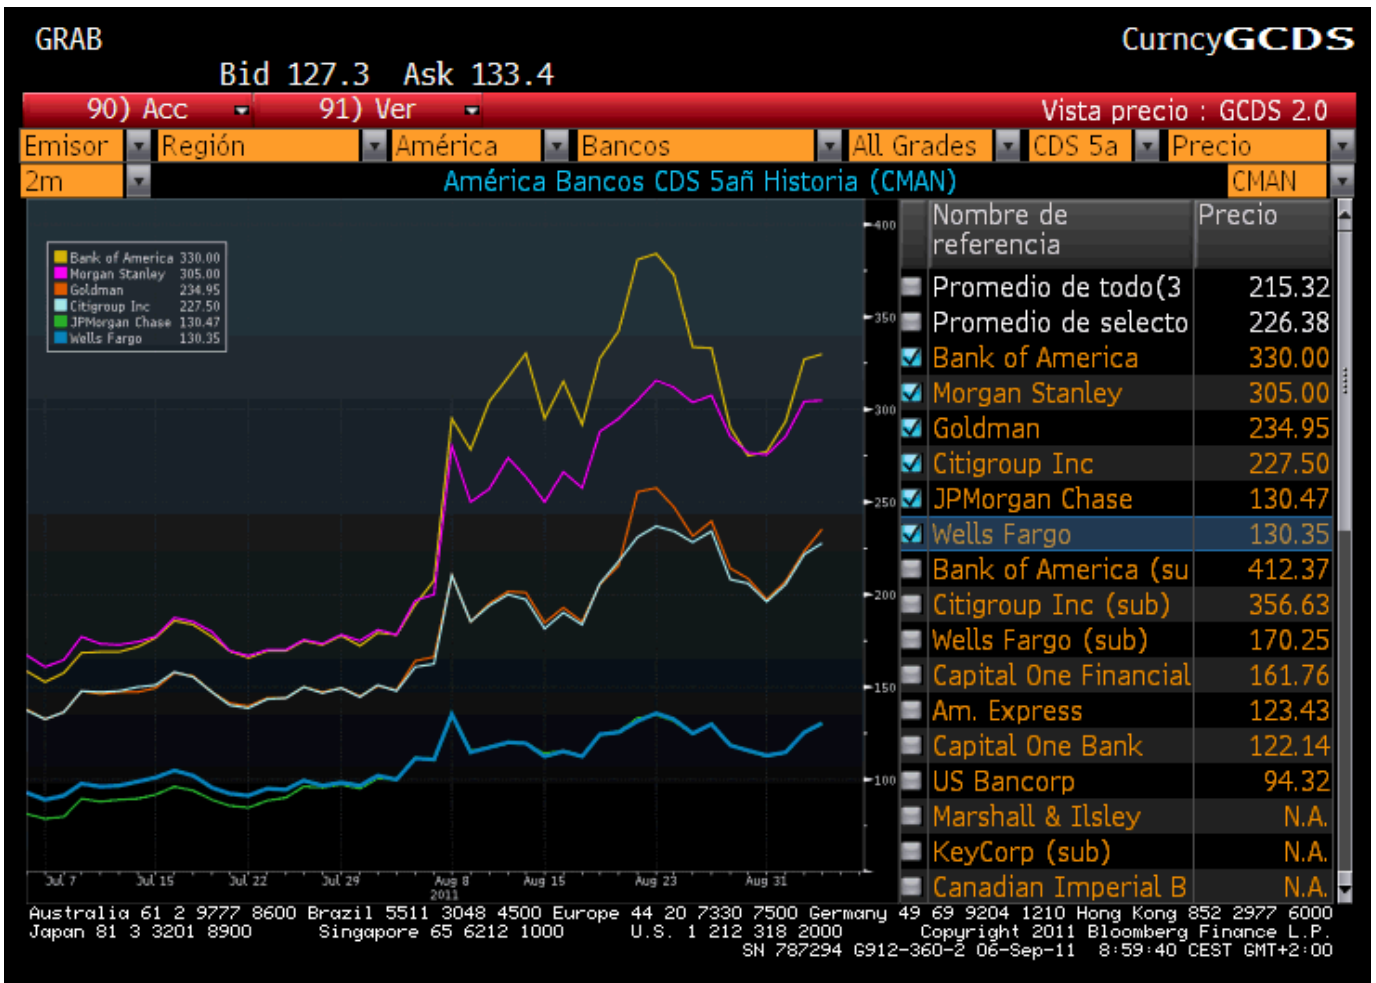 GRAB
CurncyGCDS
Bid 127.3 Ask 133.4
90) Acc 91) Ver Vista precio : GCDS 2.0
Emisor Región América Bancos All Grades CDS 5a Precio
2m América Bancos CDS 5añ Historia (CMAN) CMAN
Bank of America 330.00
Morgan Stanley 305.00
Goldman 234.95
Citigroup Inc 227.50
JPMorgan Chase 130.47
Wells Fargo 130.35
400
350
300
250
200
150
100
Jul 7 Jul 15 Jul 22 Jul 29 Aug 8 Aug 15 Aug 23 Aug 31
2011
Nombre de referencia Precio
Promedio de todo(3 215.32
Promedio de selecto 226.38
Bank of America 330.00
Morgan Stanley 305.00
Goldman 234.95
Citigroup Inc 227.50
JPMorgan Chase 130.47
Wells Fargo 130.35
Bank of America (su 412.37
Citigroup Inc (sub) 356.63
Wells Fargo (sub) 170.25
Capital One Financial 161.76
Am. Express 123.43
Capital One Bank 122.14
US Bancorp 94.32
Marshall & Ilsley N.A.
KeyCorp (sub) N.A.
Canadian Imperial B N.A.
Australia 61 2 9777 8600 Brazil 5511 3048 4500 Europe 44 20 7330 7500 Germany 49 69 9204 1210 Hong Kong 852 2977 6000
Japan 81 3 3201 8900 Singapore 65 6212 1000 U.S. 1 212 318 2000 Copyright 2011 Bloomberg Finance L.P.
SN 787294 G912-360-2 06-Sep-11 8:59:40 CEST GMT+2:00